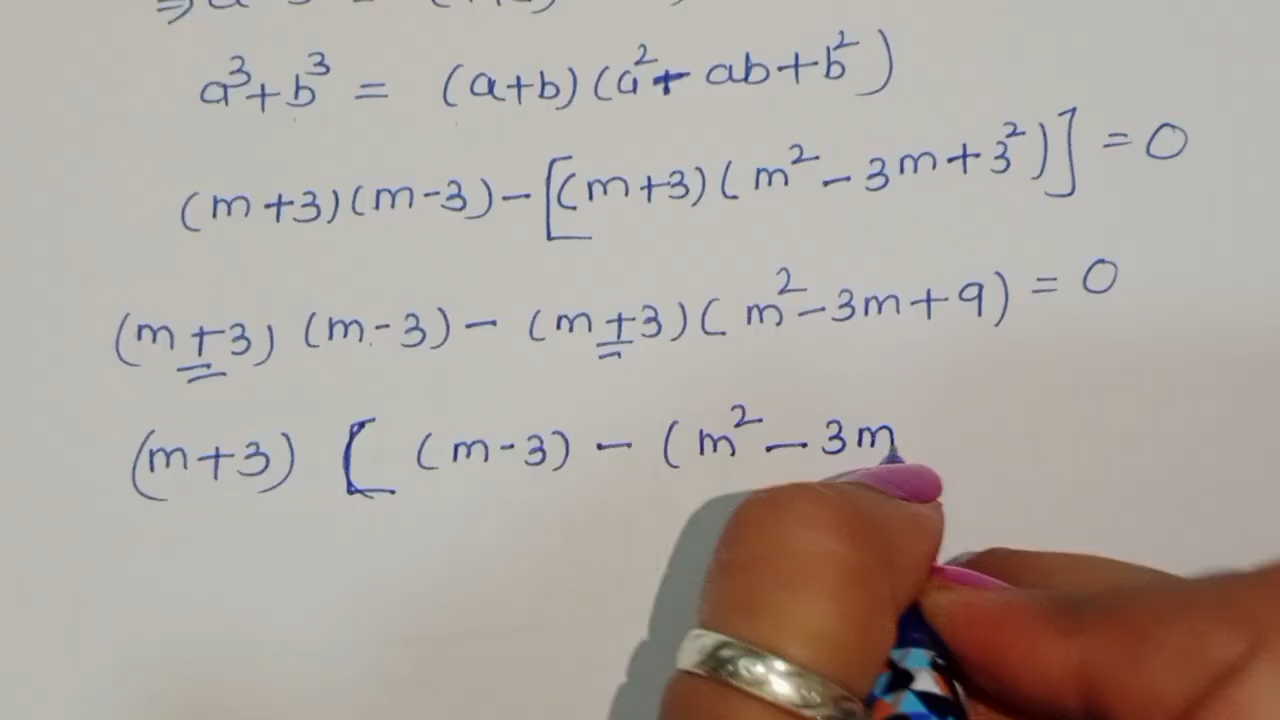 a³+b³ = (a+b)(a²-ab+b²)
(m+3)(m-3)-[(m+3)(m²-3m+3²)] = 0
(m+3)(m-3)-(m+3)(m²-3m+9) = 0
(m+3)[(m-3)-(m²-3m